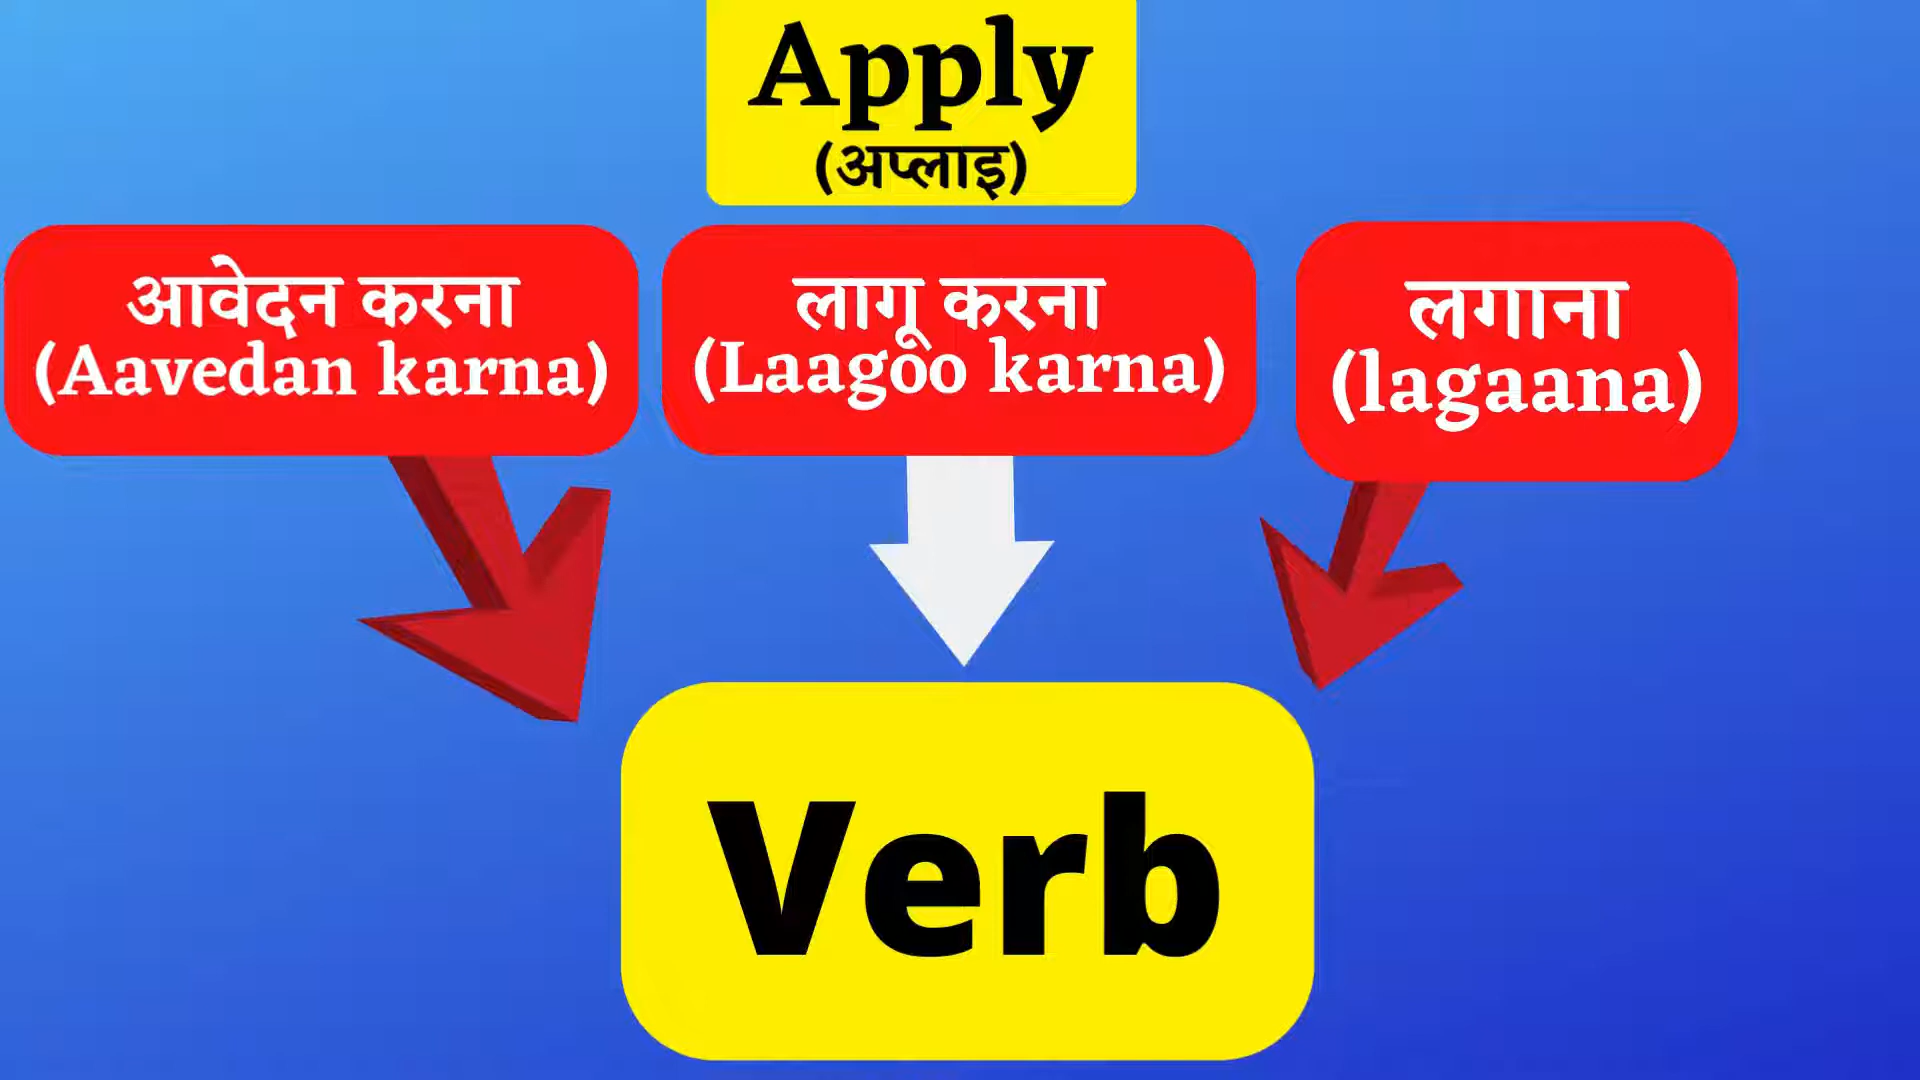 Apply
(अप्लाइ)
आवेदन करना
(Aavedan karna)
लागू करना
(Laagoo karna)
लगाना
(lagaana)
Verb